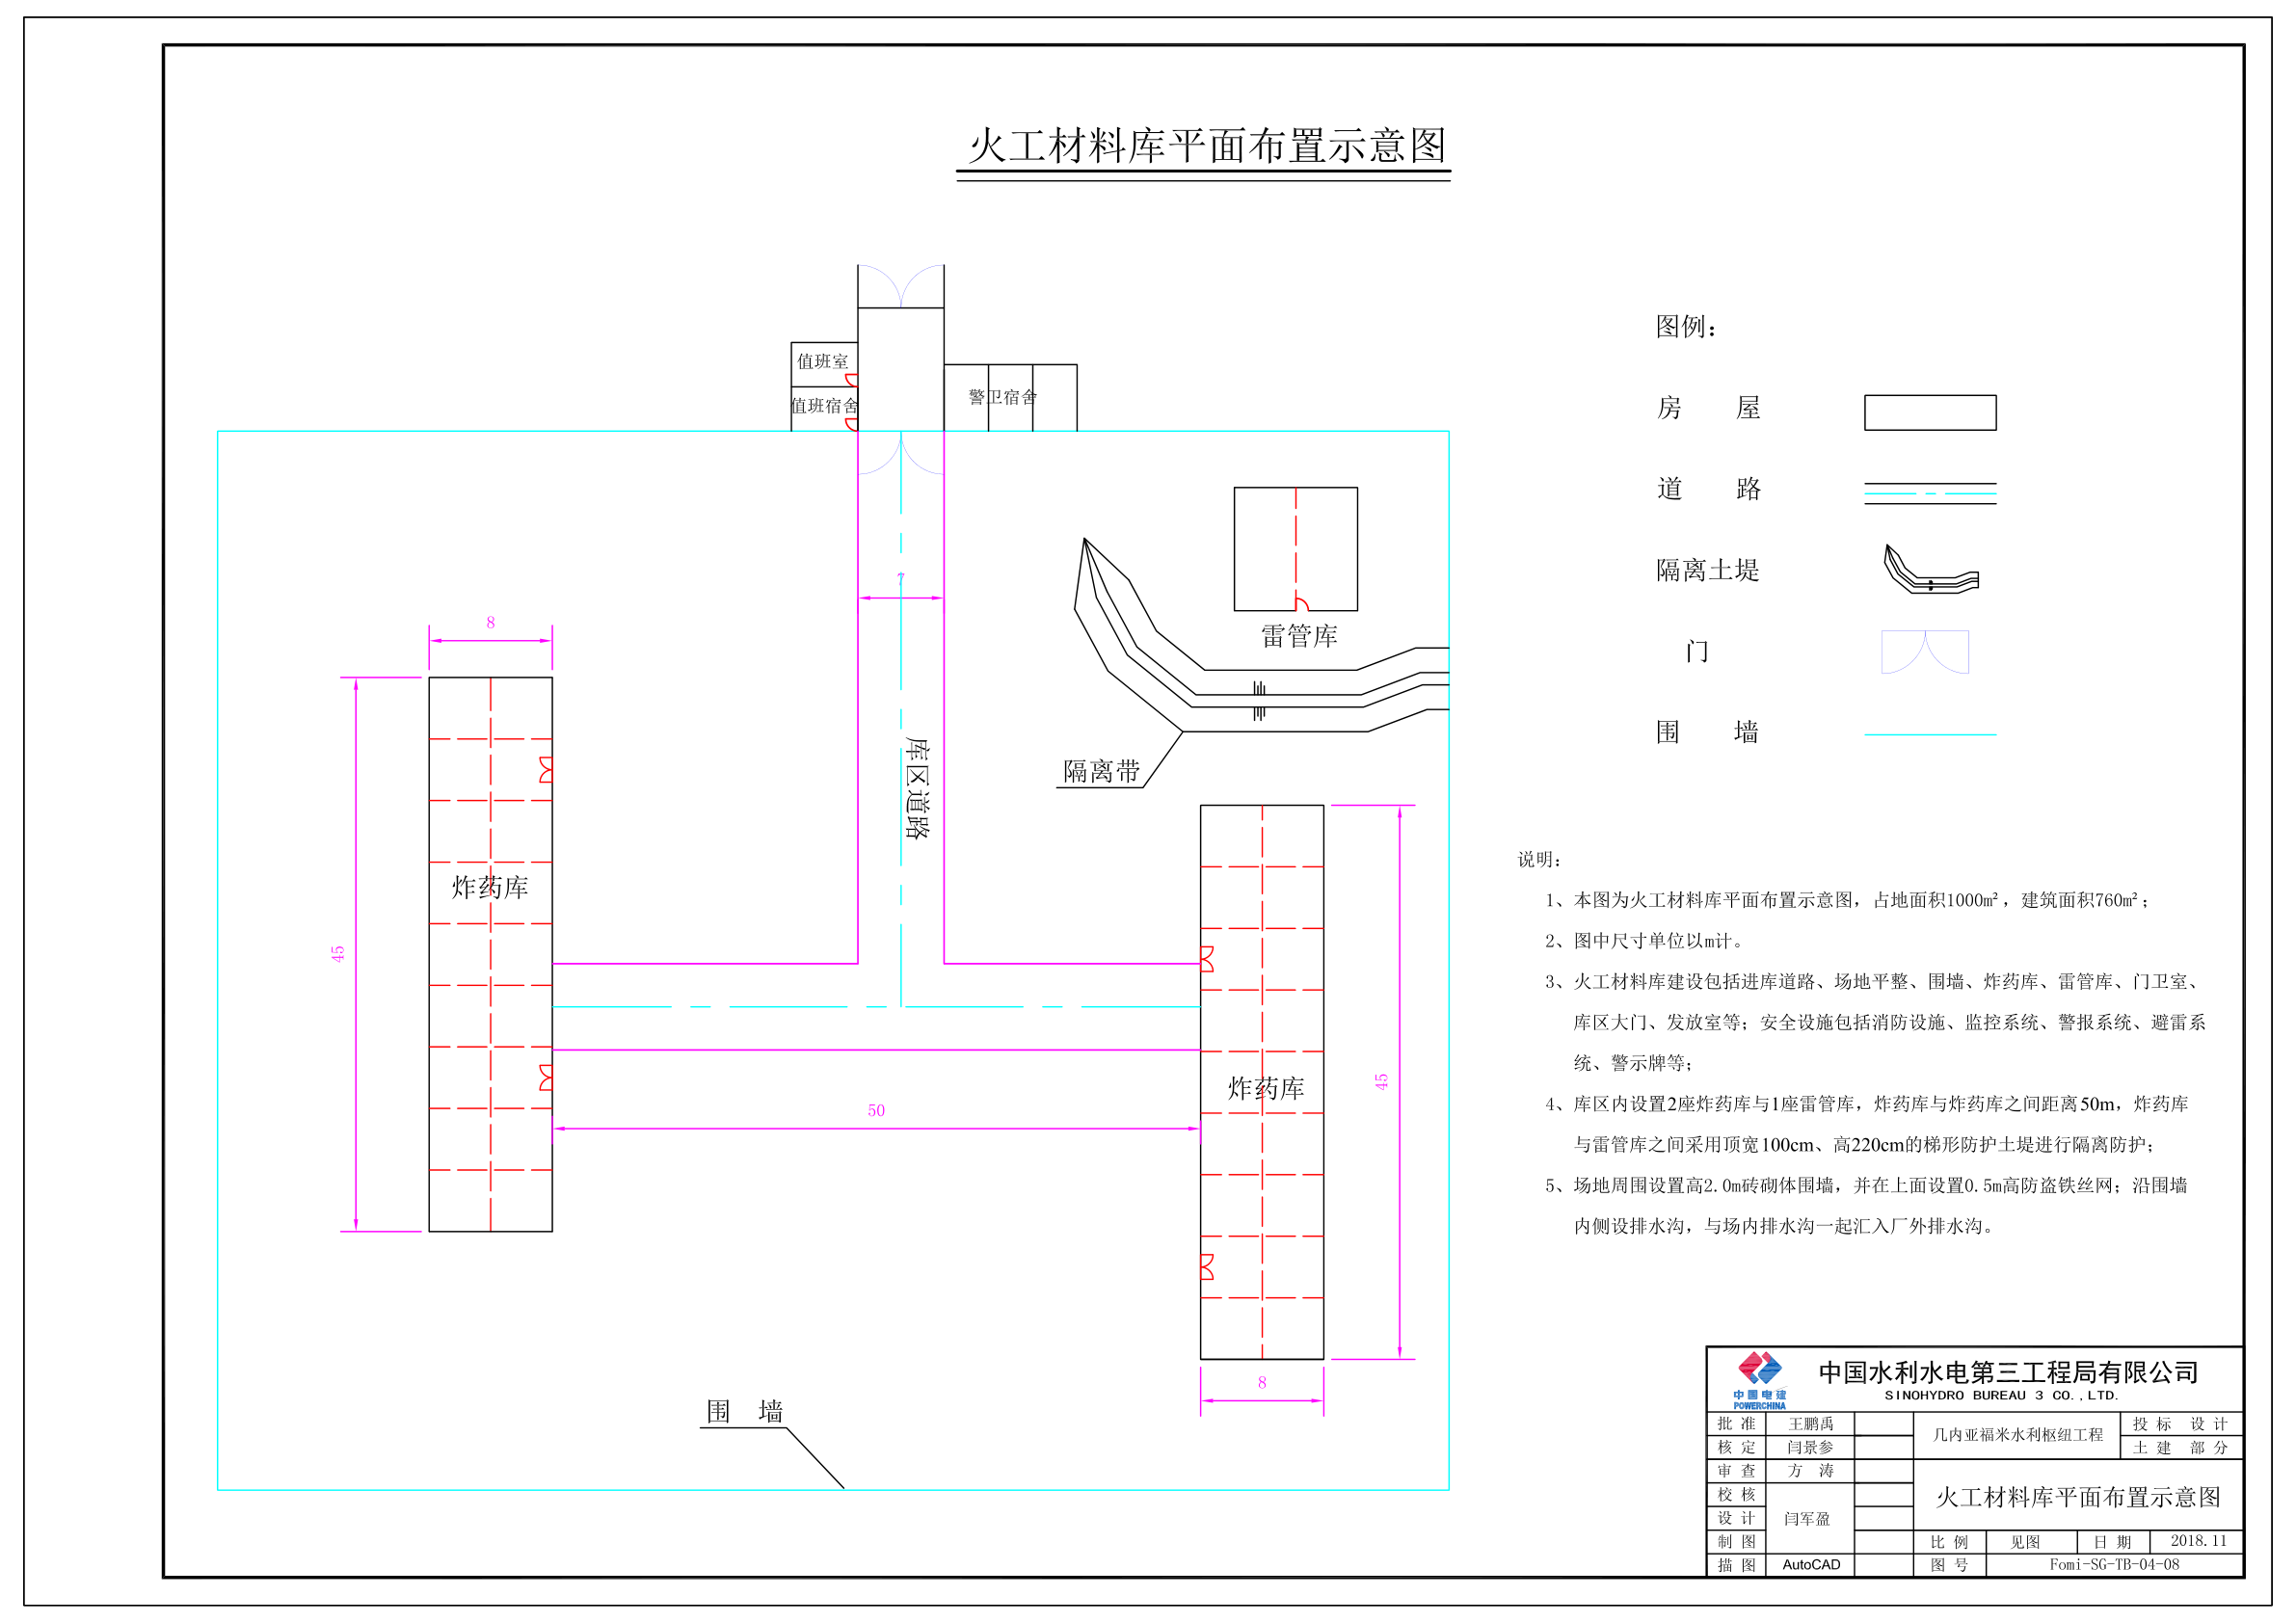 火工材料库平面布置示意图
值班室
值班宿舍
警卫宿舍
7
8
45
炸药库
库区道路
雷管库
隔离带
50
炸药库
45
8
围 墙
图例：
房 屋
道 路
隔离土堤
门
围 墙
说明：
1、本图为火工材料库平面布置示意图，占地面积1000m²，建筑面积760m²；
2、图中尺寸单位以m计。
3、火工材料库建设包括进库道路、场地平整、围墙、炸药库、雷管库、门卫室、
库区大门、发放室等；安全设施包括消防设施、监控系统、警报系统、避雷系
统、警示牌等；
4、库区内设置2座炸药库与1座雷管库，炸药库与炸药库之间距离50m，炸药库
与雷管库之间采用顶宽100cm、高220cm的梯形防护土堤进行隔离防护；
5、场地周围设置高2.0m砖砌体围墙，并在上面设置0.5m高防盗铁丝网；沿围墙
内侧设排水沟，与场内排水沟一起汇入厂外排水沟。
中国电建
POWERCHINA
中国水利水电第三工程局有限公司
SINOHYDRO BUREAU 3 CO.,LTD.
批 准 王鹏禹
核 定 闫景参
审 查 方 涛
校 核
设 计 闫军盈
制 图
描 图 AutoCAD
几内亚福米水利枢纽工程
投 标 设 计
土 建 部 分
火工材料库平面布置示意图
比 例 见图 日 期 2018.11
图 号 Fomi-SG-TB-04-08